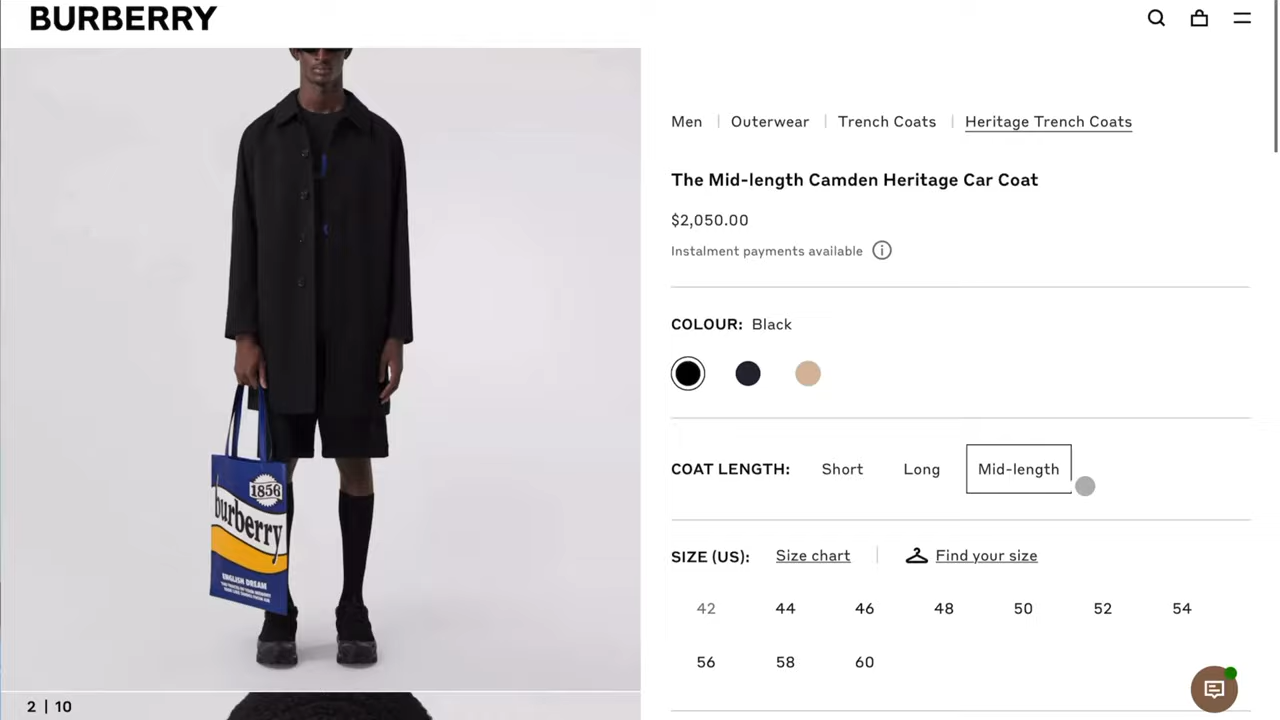 BURBERRY
Men | Outerwear | Trench Coats | Heritage Trench Coats
The Mid-length Camden Heritage Car Coat
$2,050.00
Instalment payments available
COLOUR: Black
COAT LENGTH: Short Long Mid-length
SIZE (US): Size chart | Find your size
42 44 46 48 50 52 54
56 58 60
1856
burberry
ENGLISH DREAM
2 | 10